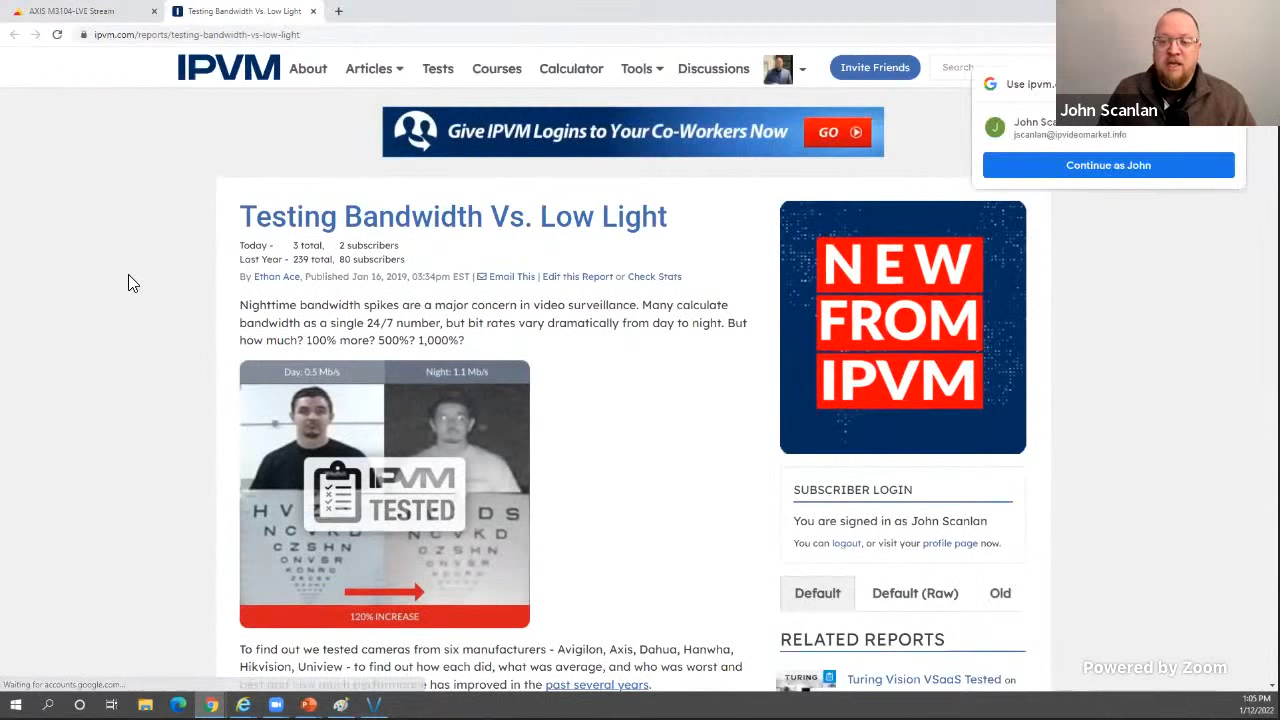 AXIS M3104-LVE Stream
Testing Bandwidth Vs. Low Light
ipvm.com/reports/testing-bandwidth-vs-low-light
IPVM
About
Articles
Tests
Courses
Calculator
Tools
Discussions
Invite Friends
Search
Use ipvm.
John Scanlan
John Sca
jscanlan@ipvideomarket.info
Continue as John
Give IPVM Logins to Your Co-Workers Now
GO
Testing Bandwidth Vs. Low Light
Today - 3 total, 2 subscribers
Last Year - 239 total, 80 subscribers
By Ethan Ace, Published Jan 16, 2019, 03:34pm EST | Email This | Edit this Report or Check Stats
Nighttime bandwidth spikes are a major concern in video surveillance. Many calculate
bandwidth as a single 24/7 number, but bit rates vary dramatically from day to night. But
how much? 100% more? 500%? 1,000%?
Day: 0.5 Mb/s
Night: 1.1 Mb/s
IPVM
TESTED
120% INCREASE
To find out we tested cameras from six manufacturers - Avigilon, Axis, Dahua, Hanwha,
Hikvision, Uniview - to find out how each did, what was average, and who was worst and
has improved in the past several years.
NEW
FROM
IPVM
SUBSCRIBER LOGIN
You are signed in as John Scanlan
You can logout, or visit your profile page now.
Default
Default (Raw)
Old
RELATED REPORTS
TURING
Turing Vision VSaaS Tested on
Powered by Zoom
Waiting for accounts.google.com...
1:05 PM
1/12/2022